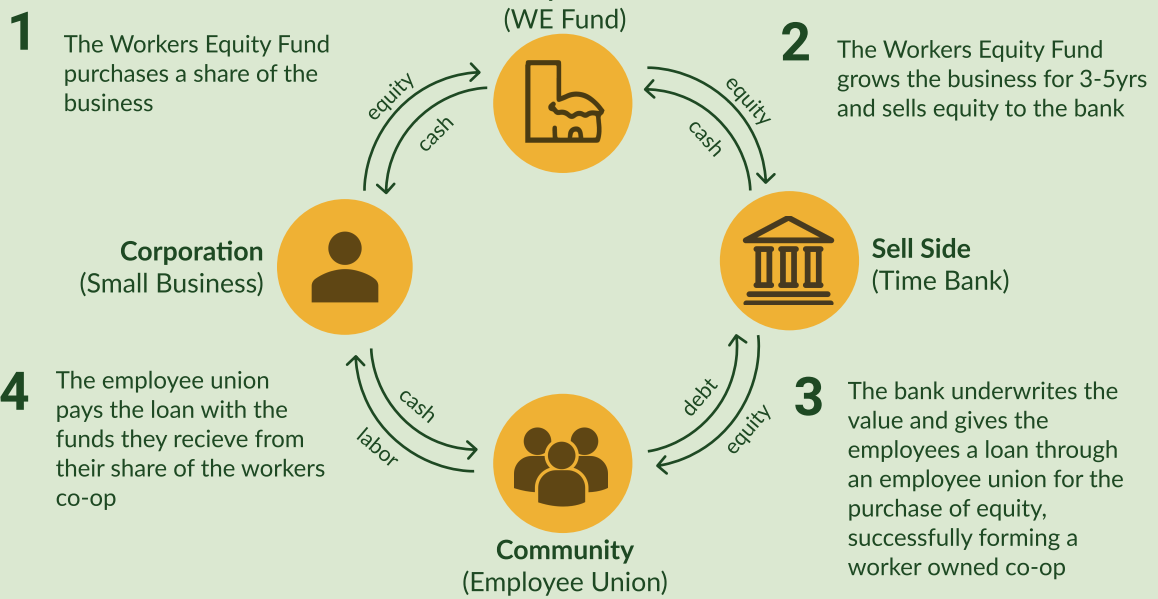 (WE Fund)
1
The Workers Equity Fund
purchases a share of the
business
2
The Workers Equity Fund
grows the business for 3-5yrs
and sells equity to the bank
equity
cash
equity
cash
Corporation
(Small Business)
Sell Side
(Time Bank)
4
The employee union
pays the loan with the
funds they recieve from
their share of the workers
co-op
cash
labor
debt
equity
3
The bank underwrites the
value and gives the
employees a loan through
an employee union for the
purchase of equity,
successfully forming a
worker owned co-op
Community
(Employee Union)